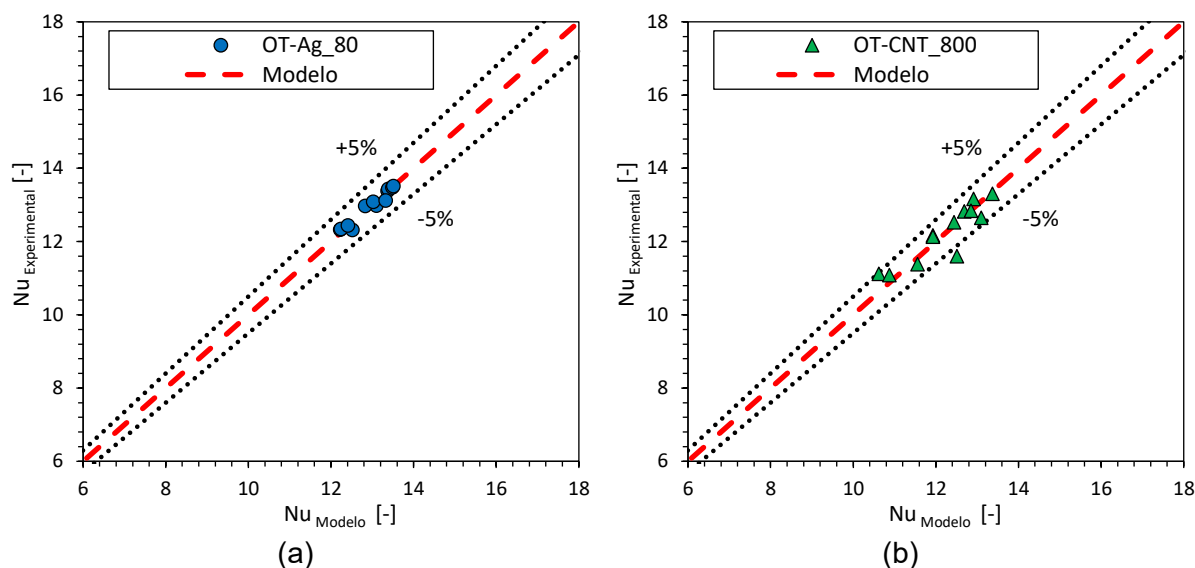 18
16
14
12
10
8
6
6 8 10 12 14 16 18
Nu Experimental [-]
Nu Modelo [-]
OT-Ag_80
Modelo
+5%
-5%
(a)
18
16
14
12
10
8
6
6 8 10 12 14 16 18
Nu Experimental [-]
Nu Modelo [-]
OT-CNT_800
Modelo
+5%
-5%
(b)